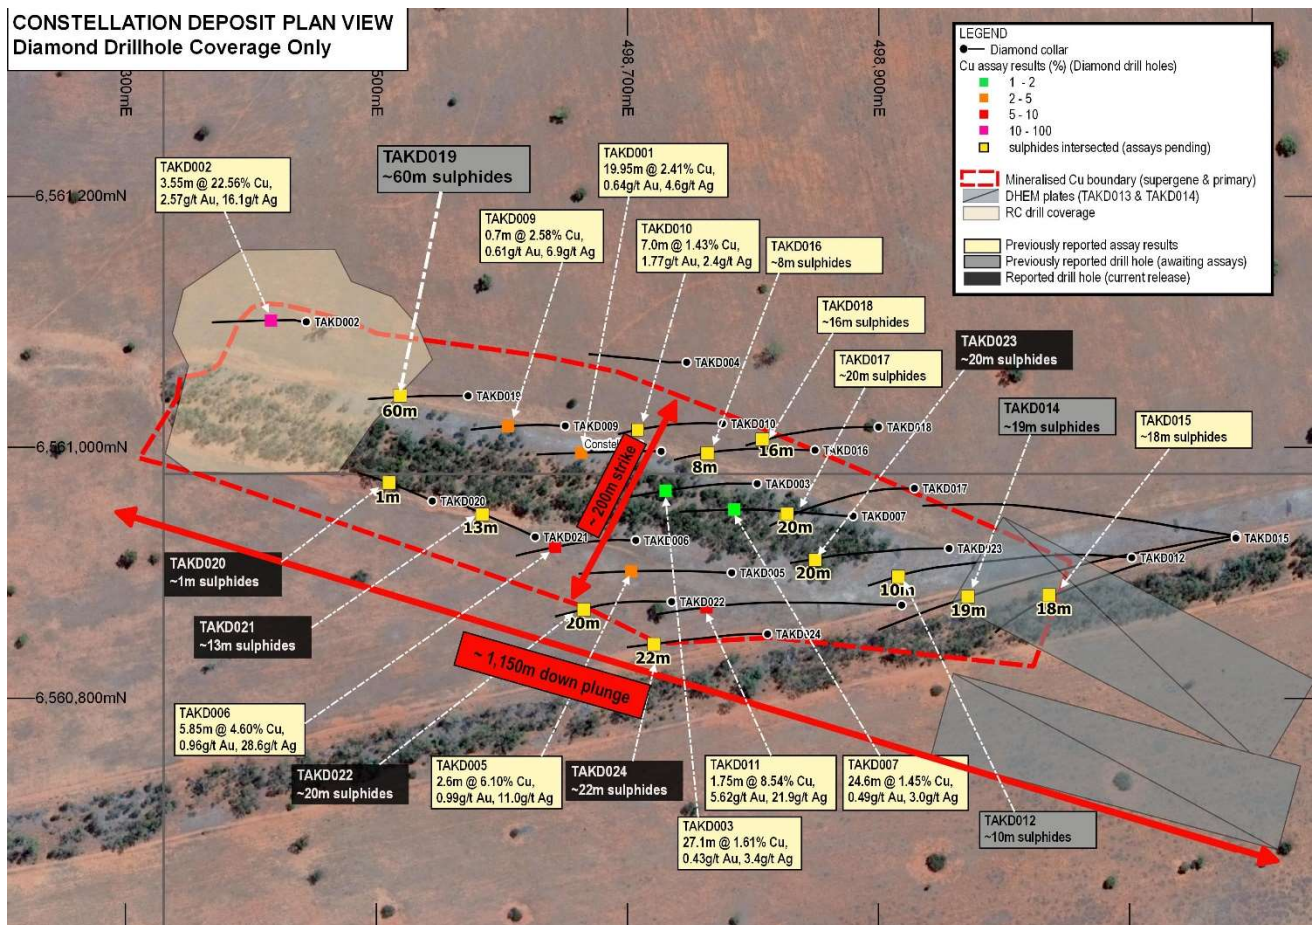 CONSTELLATION DEPOSIT PLAN VIEW
Diamond Drillhole Coverage Only
300mE
500mE
498,700mE
498,900mE
6,561,200mN
6,561,000mN
6,560,800mN
LEGEND
Diamond collar
Cu assay results (%) (Diamond drill holes)
1 - 2
2 - 5
5 - 10
10 - 100
sulphides intersected (assays pending)
Mineralised Cu boundary (supergene & primary)
DHEM plates (TAKD013 & TAKD014)
RC drill coverage
Previously reported assay results
Previously reported drill hole (awaiting assays)
Reported drill hole (current release)
TAKD002
3.55m @ 22.56% Cu,
2.57g/t Au, 16.1g/t Ag
TAKD019
~60m sulphides
TAKD001
19.95m @ 2.41% Cu,
0.64g/t Au, 4.6g/t Ag
TAKD009
0.7m @ 2.58% Cu,
0.61g/t Au, 6.9g/t Ag
TAKD010
7.0m @ 1.43% Cu,
1.77g/t Au, 2.4g/t Ag
TAKD016
~8m sulphides
TAKD018
~16m sulphides
TAKD017
~20m sulphides
TAKD023
~20m sulphides
TAKD014
~19m sulphides
TAKD015
~18m sulphides
TAKD002
TAKD004
TAKD019
60m
TAKD009
TAKD010
TAKD018
Constell
16m
TAKD016
8m
~ 200m strike
1m
TAKD020
TAKD003
TAKD017
13m
20m
TAKD007
TAKD021
TAKD006
TAKD023
TAKD015
TAKD012
20m
TAKD005
10m
19m
18m
TAKD022
20m
TAKD024
22m
~ 1,150m down plunge
TAKD020
~1m sulphides
TAKD021
~13m sulphides
TAKD006
5.85m @ 4.60% Cu,
0.96g/t Au, 28.6g/t Ag
TAKD022
~20m sulphides
TAKD005
2.6m @ 6.10% Cu,
0.99g/t Au, 11.0g/t Ag
TAKD024
~22m sulphides
TAKD011
1.75m @ 8.54% Cu,
5.62g/t Au, 21.9g/t Ag
TAKD007
24.6m @ 1.45% Cu,
0.49g/t Au, 3.0g/t Ag
TAKD003
27.1m @ 1.61% Cu,
0.43g/t Au, 3.4g/t Ag
TAKD012
~10m sulphides